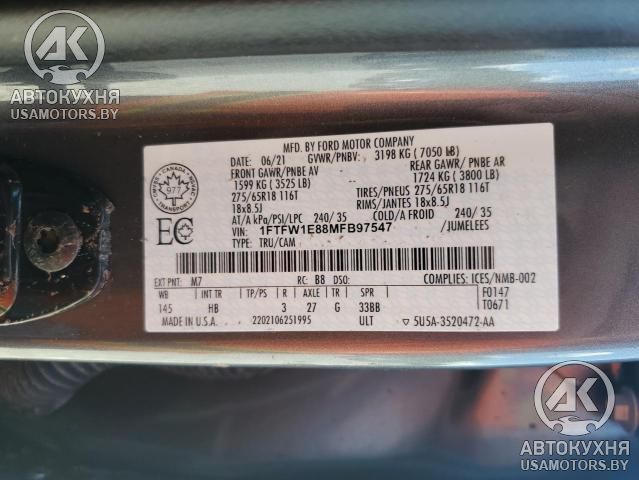 AK
АВТОКУХНЯ
USAMOTORS.BY
MFD. BY FORD MOTOR COMPANY
DATE: 06/21 GVWR/PNBV: 3198 KG ( 7050 LB)
FRONT GAWR/PNBE AV REAR GAWR / PNBE AR
1599 KG ( 3525 LB) 1724 KG ( 3800 LB)
275/65R18 116T TIRES/PNEUS 275/65R18 116T
18x8.5J RIMS/JANTES 18x8.5J
AT/A kPa/PSI/LPC 240/ 35 COLD/A FROID 240/ 35
VIN: 1FTFW1E88MFB97547 /JUMELEES
TYPE: TRU/CAM
CANADA
977
TRANSPORT
EC
EXT PNT: M7 RC: B8 DSO: COMPLIES: ICES/NMB-002
WB INT TR TP/PS R AXLE TR SPR F0147
145 HB 3 27 G 33BB T0671
MADE IN U.S.A. 2202106251995 ULT ▽5U5A-3520472-AA
AK
АВТОКУХНЯ
USAMOTORS.BY